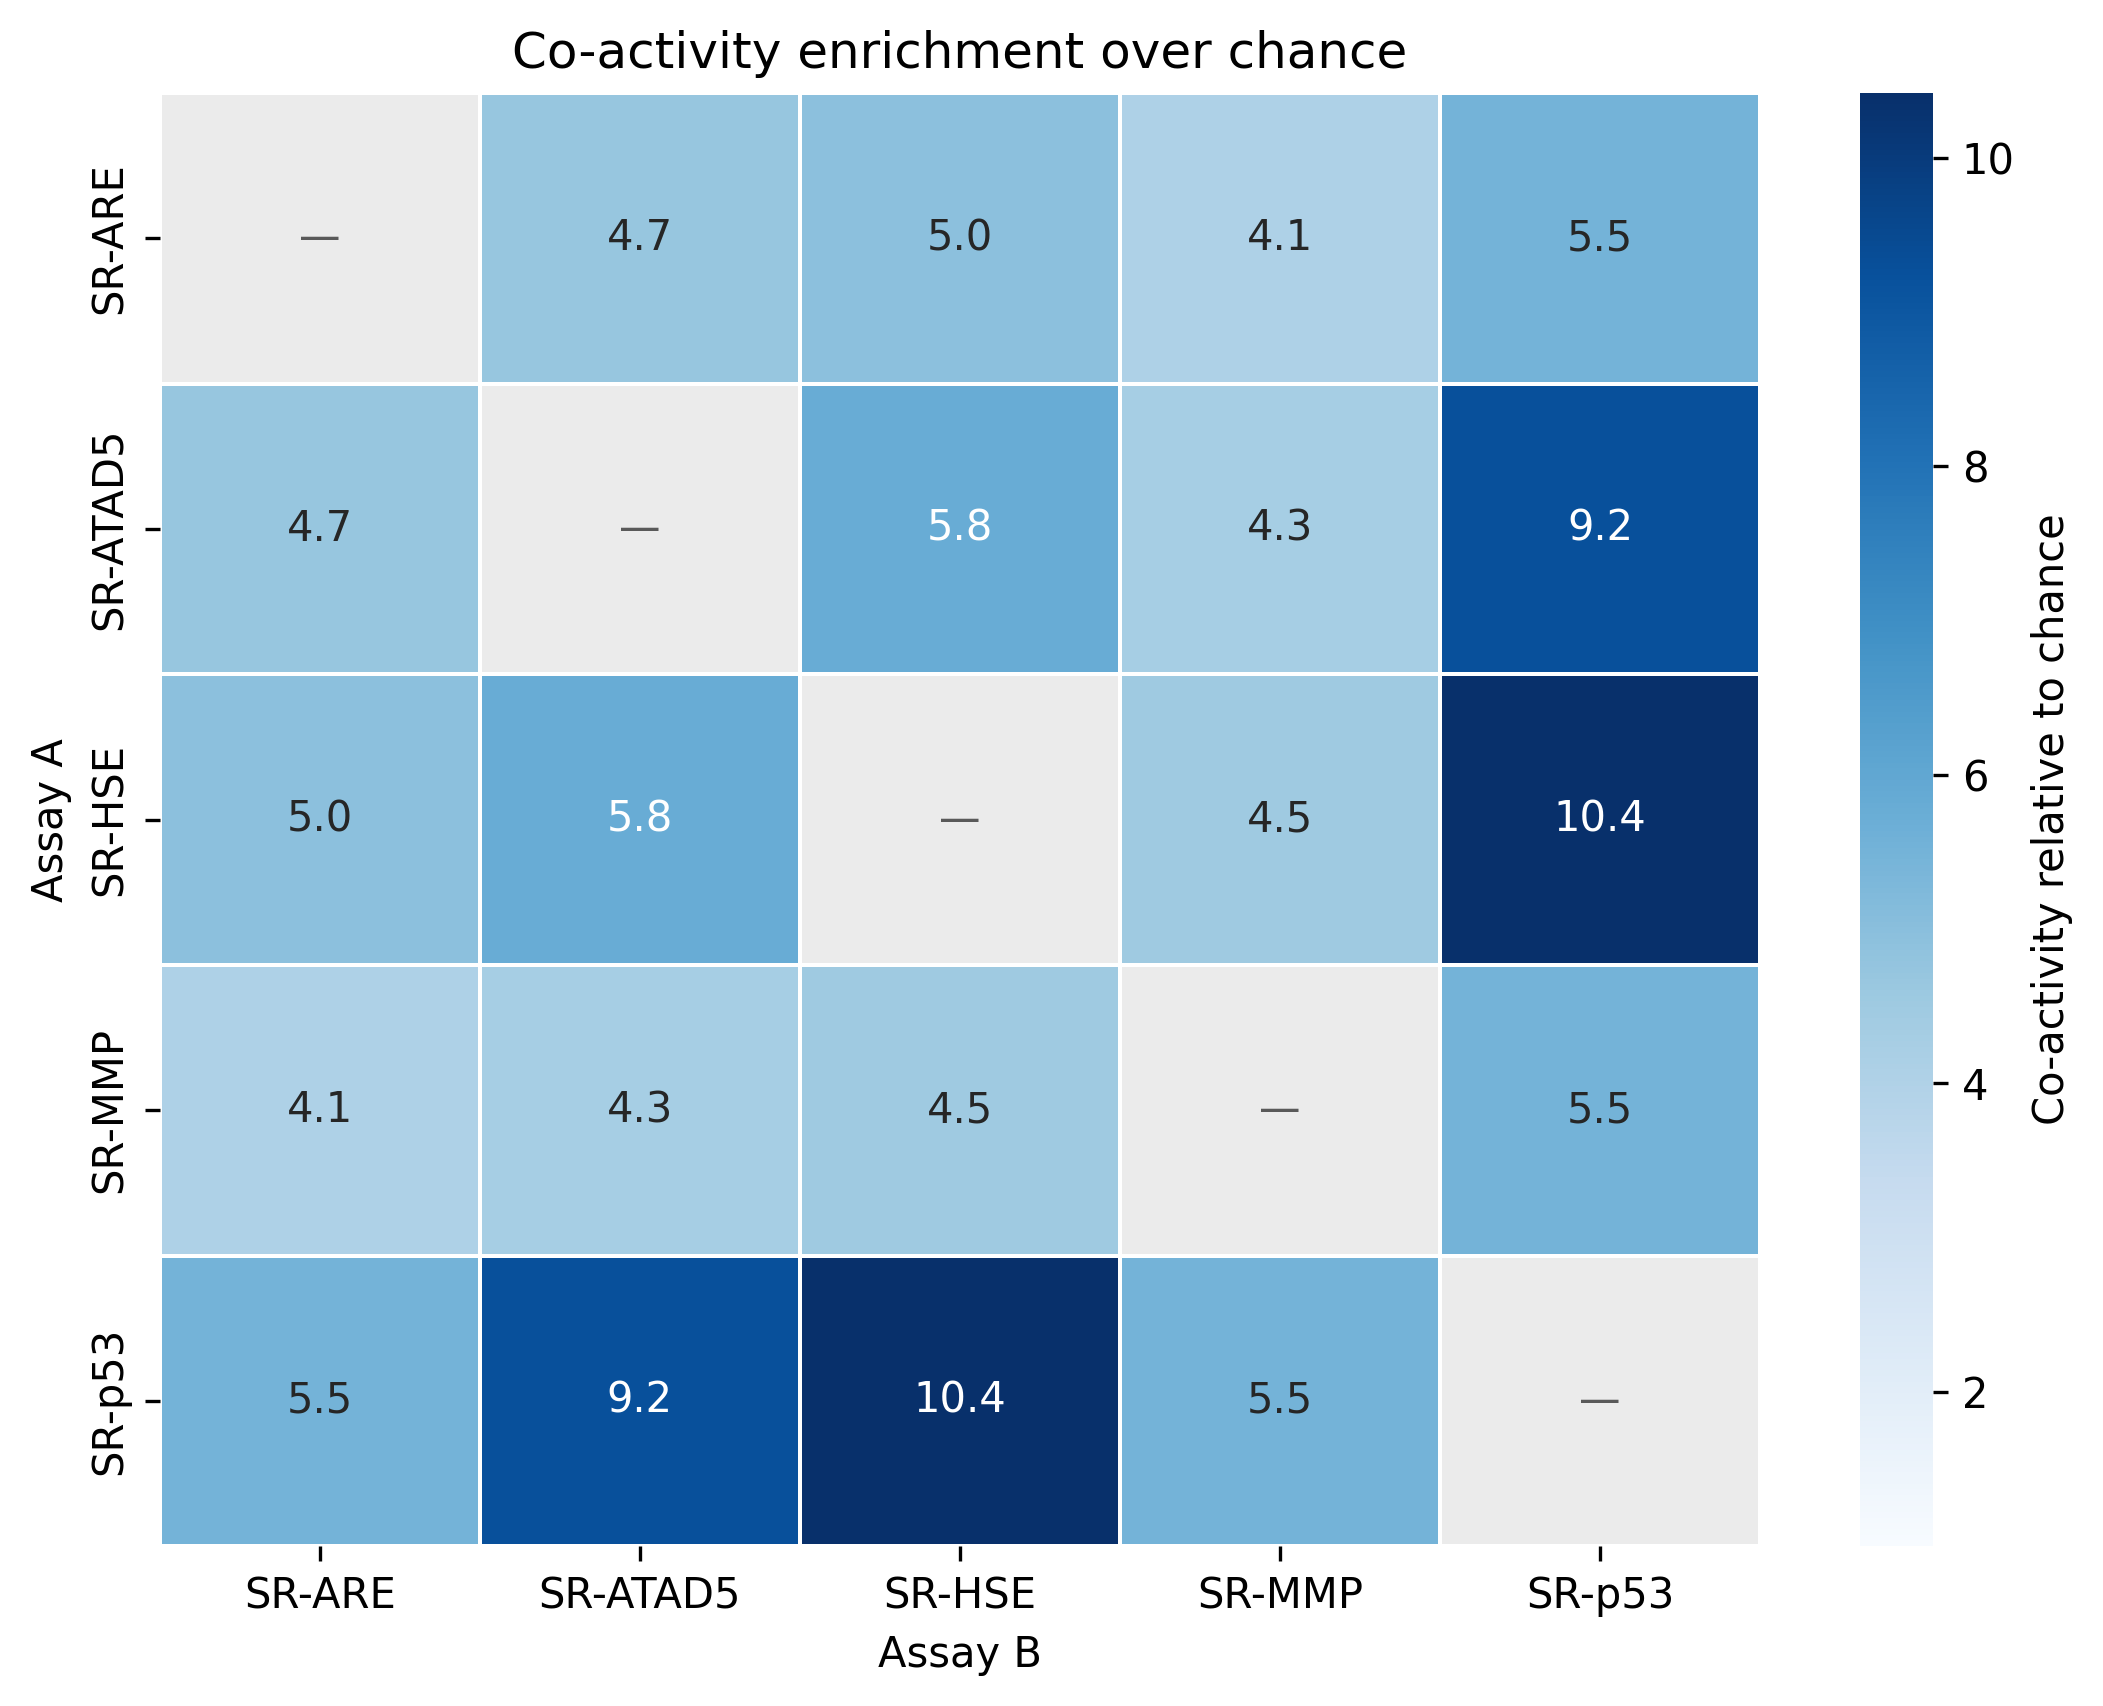 Co-activity enrichment over chance
Assay A
SR-ARE
— 4.7 5.0 4.1 5.5
SR-ATAD5
4.7 — 5.8 4.3 9.2
SR-HSE
5.0 5.8 — 4.5 10.4
SR-MMP
4.1 4.3 4.5 — 5.5
SR-p53
5.5 9.2 10.4 5.5 —
SR-ARE SR-ATAD5 SR-HSE SR-MMP SR-p53
Assay B
10
8
6
4
2
Co-activity relative to chance